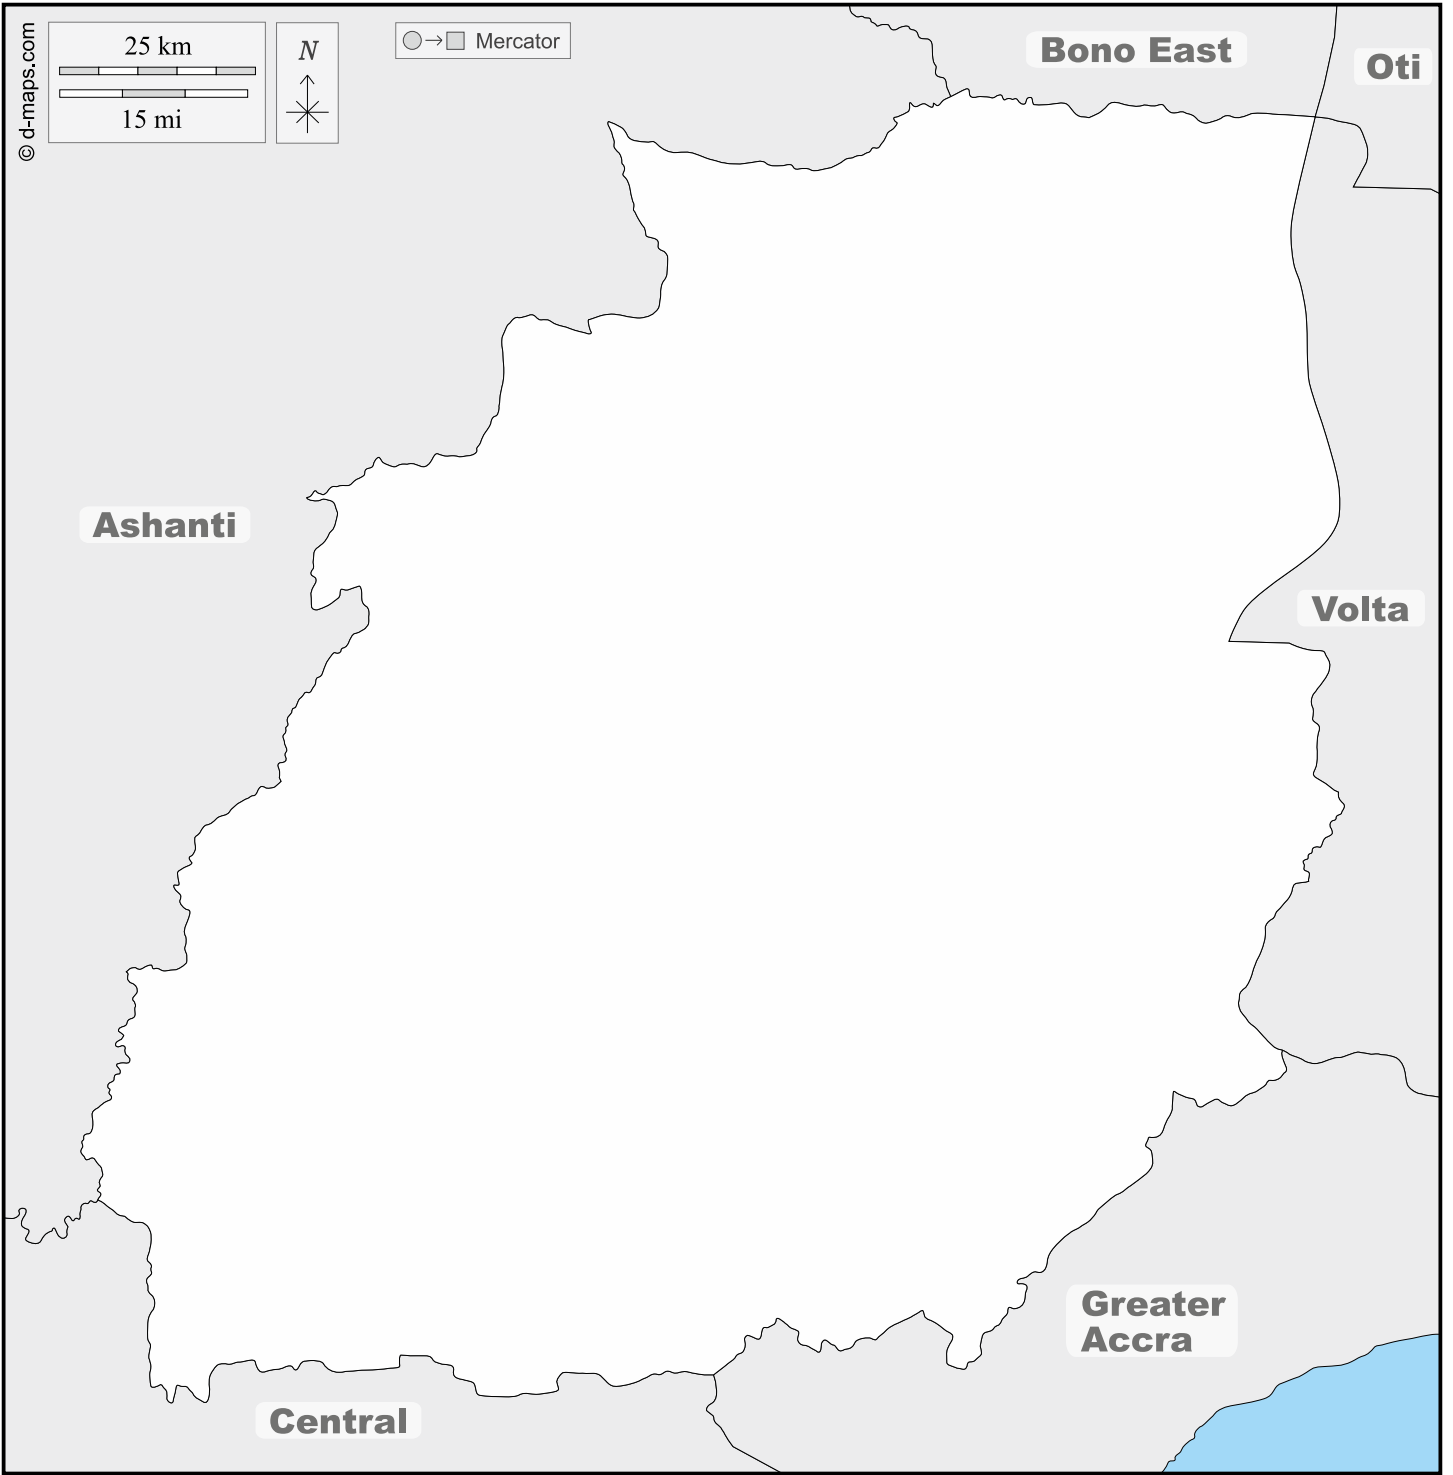 © d-maps.com
25 km
15 mi
N
Mercator
Bono East
Oti
Ashanti
Volta
Greater
Accra
Central